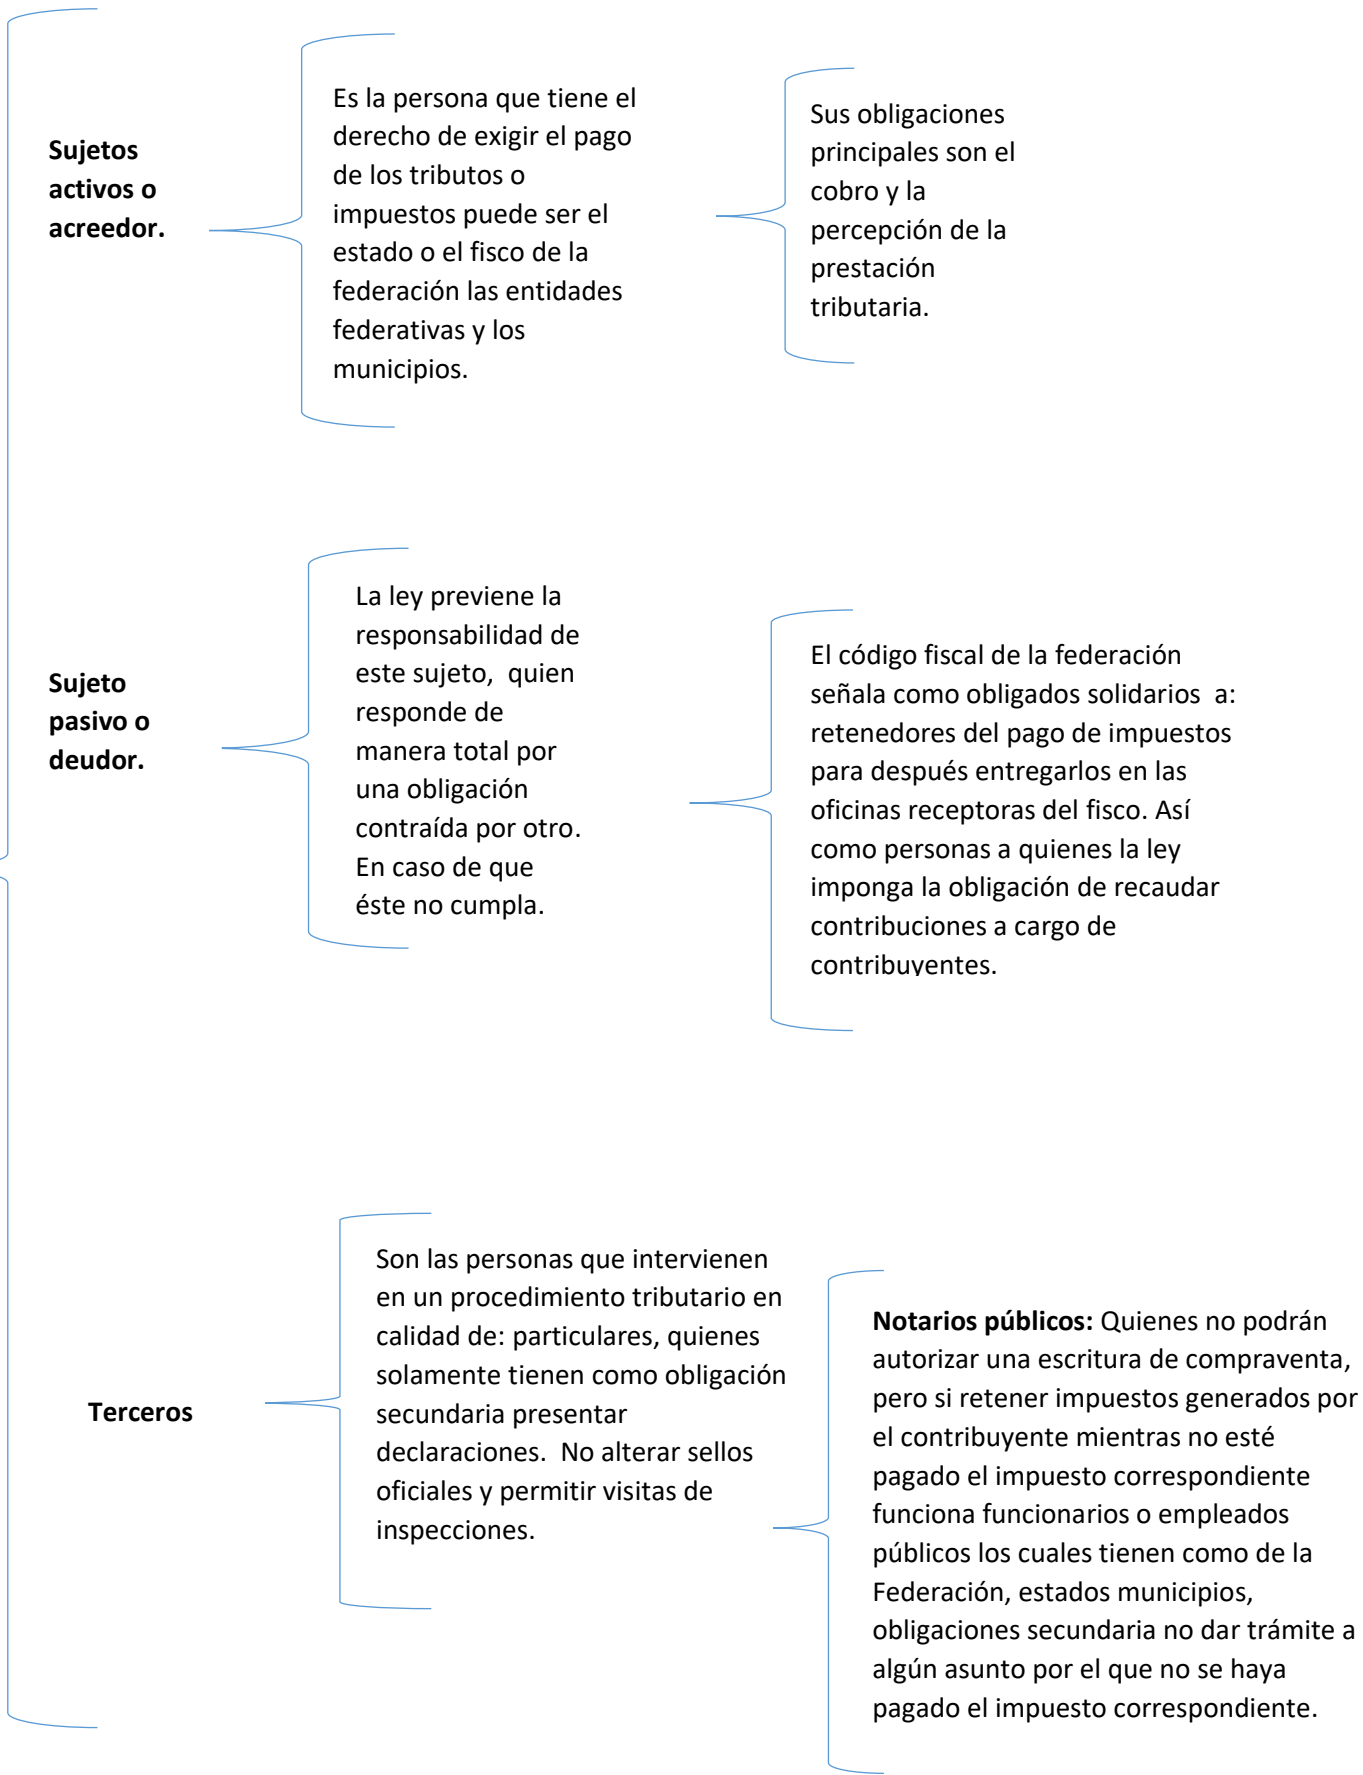 Sujetos
activos o
acreedor.
Es la persona que tiene el
derecho de exigir el pago
de los tributos o
impuestos puede ser el
estado o el fisco de la
federación las entidades
federativas y los
municipios.
Sus obligaciones
principales son el
cobro y la
percepción de la
prestación
tributaria.
Sujeto
pasivo o
deudor.
La ley previene la
responsabilidad de
este sujeto,  quien
responde de
manera total por
una obligación
contraída por otro.
En caso de que
éste no cumpla.
El código fiscal de la federación
señala como obligados solidarios  a:
retenedores del pago de impuestos
para después entregarlos en las
oficinas receptoras del fisco. Así
como personas a quienes la ley
imponga la obligación de recaudar
contribuciones a cargo de
contribuyentes.
Terceros
Son las personas que intervienen
en un procedimiento tributario en
calidad de: particulares, quienes
solamente tienen como obligación
secundaria presentar
declaraciones.  No alterar sellos
oficiales y permitir visitas de
inspecciones.
Notarios públicos: Quienes no podrán
autorizar una escritura de compraventa,
pero si retener impuestos generados por
el contribuyente mientras no esté
pagado el impuesto correspondiente
funciona funcionarios o empleados
públicos los cuales tienen como de la
Federación, estados municipios,
obligaciones secundaria no dar trámite a
algún asunto por el que no se haya
pagado el impuesto correspondiente.